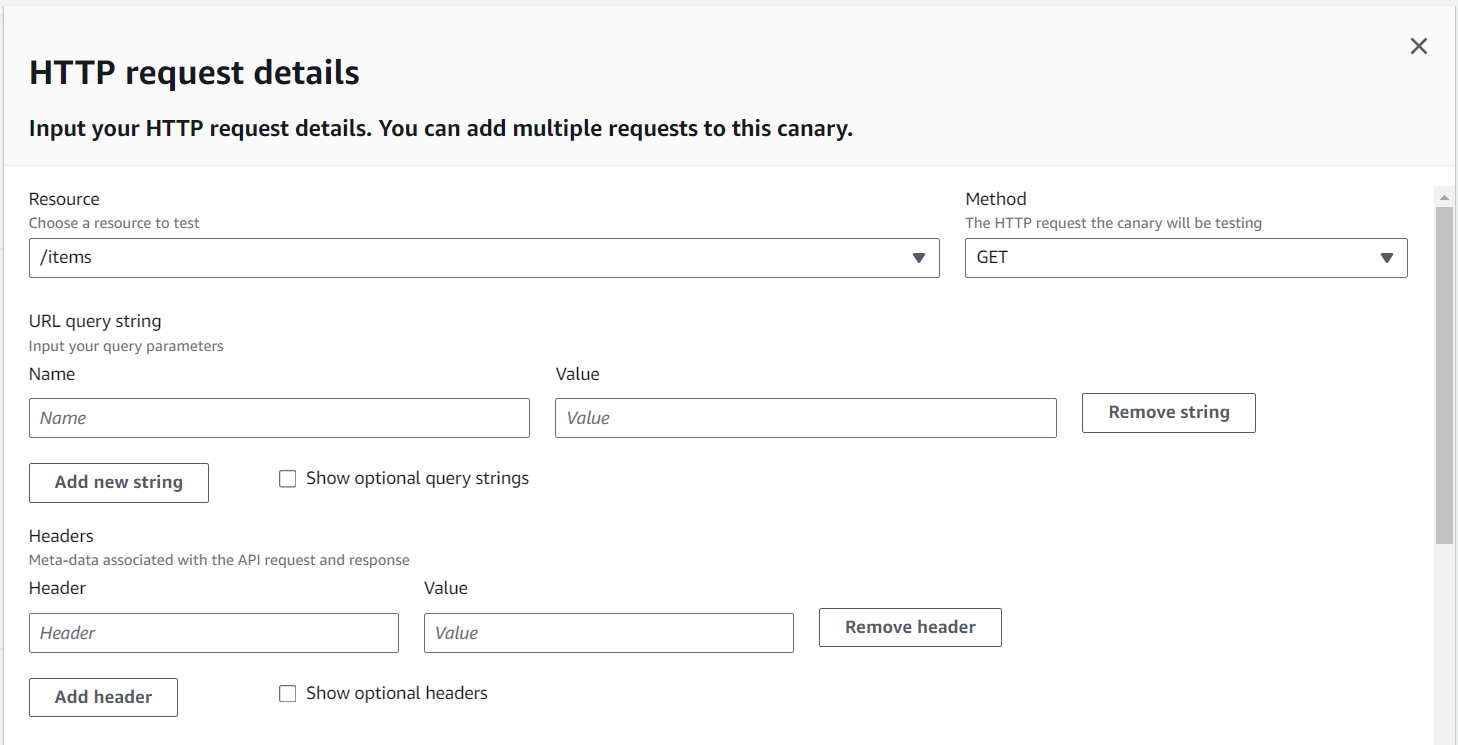 HTTP request details
Input your HTTP request details. You can add multiple requests to this canary.
Resource
Method
Choose a resource to test
The HTTP request the canary will be testing
/items
GET
URL query string
Input your query parameters
Name
Value
Name
Value
Remove string
Add new string
Show optional query strings
Headers
Meta-data associated with the API request and response
Header
Value
Header
Value
Remove header
Add header
Show optional headers